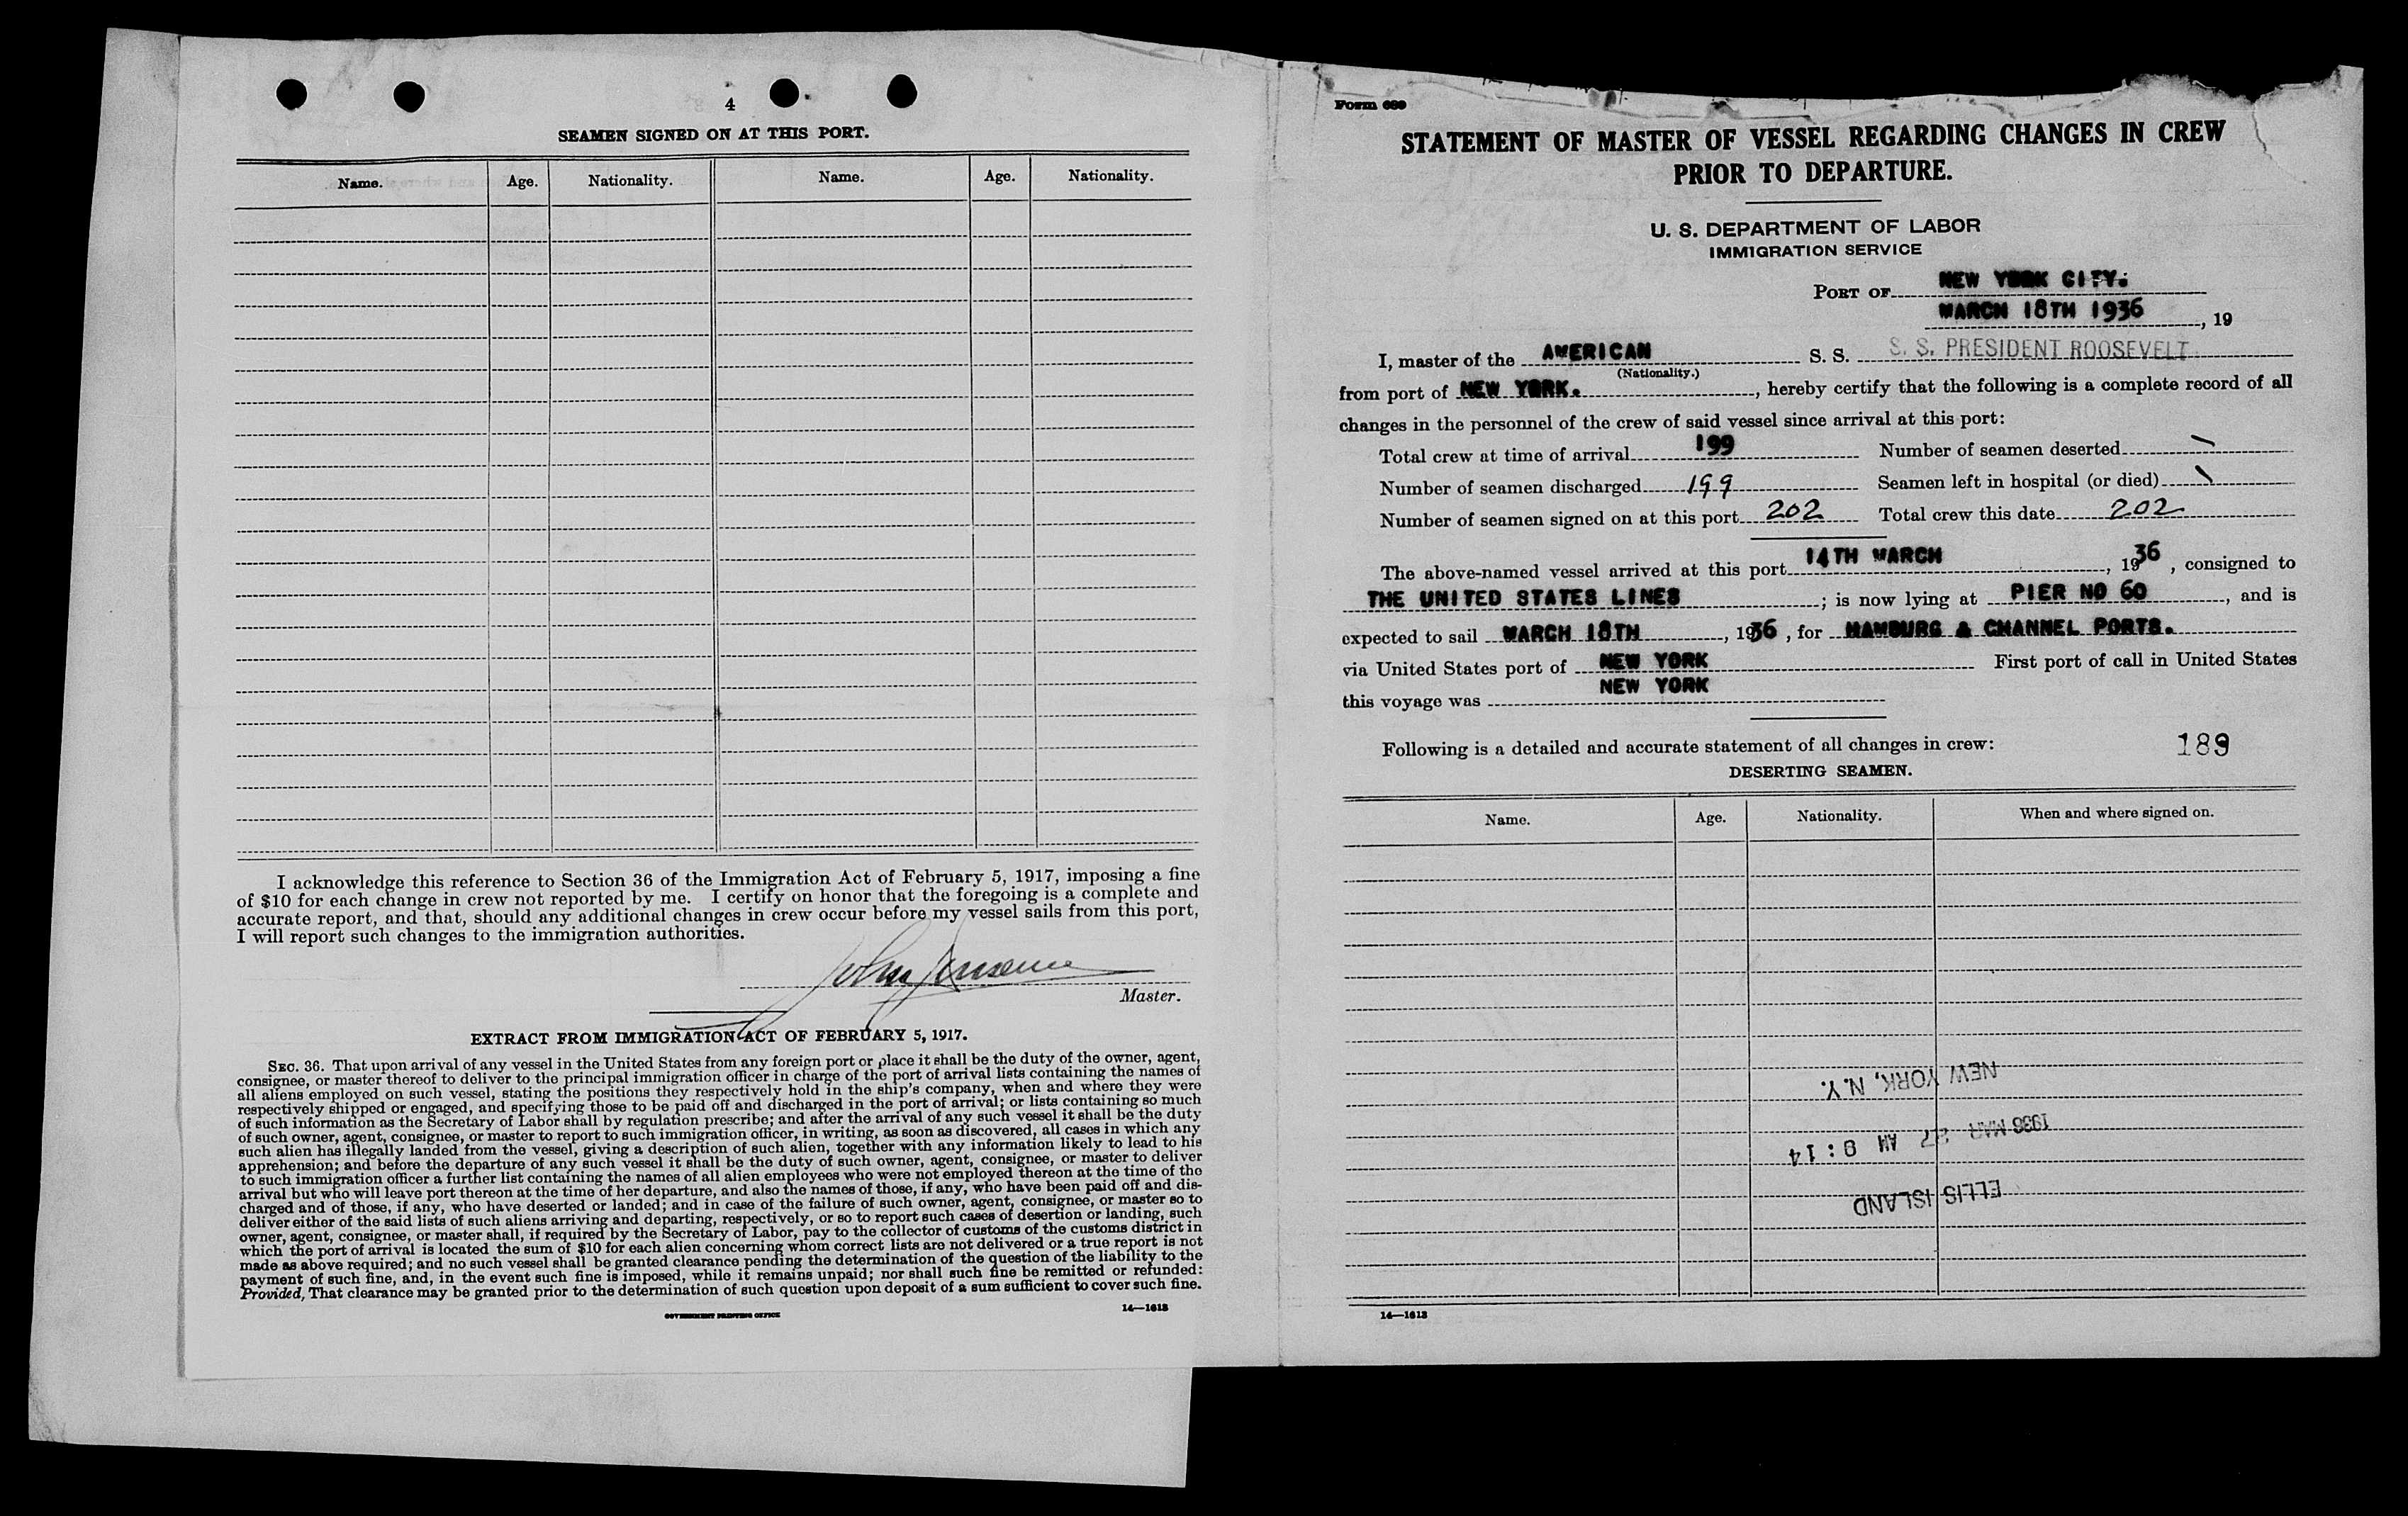 4
SEAMEN SIGNED ON AT THIS PORT.
Name. Age. Nationality. Name. Age. Nationality.
I acknowledge this reference to Section 36 of the Immigration Act of February 5, 1917, imposing a fine
of $10 for each change in crew not reported by me. I certify on honor that the foregoing is a complete and
accurate report, and that, should any additional changes in crew occur before my vessel sails from this port,
I will report such changes to the immigration authorities.
John Jensen
Master.
EXTRACT FROM IMMIGRATION ACT OF FEBRUARY 5, 1917.
SEC. 36. That upon arrival of any vessel in the United States from any foreign port or place it shall be the duty of the owner, agent,
consignee, or master thereof to deliver to the principal immigration officer in charge of the port of arrival lists containing the names of
all aliens employed on such vessel, stating the positions they respectively hold in the ship's company, when and where they were
respectively shipped or engaged, and specifying those to be paid off and discharged in the port of arrival; or lists containing so much
of such information as the Secretary of Labor shall by regulation prescribe; and after the arrival of any such vessel it shall be the duty
of such owner, agent, consignee, or master to report to such immigration officer, in writing, as soon as discovered, all cases in which any
such alien has illegally landed from the vessel, giving a description of such alien, together with any information likely to lead to his
apprehension; and before the departure of any such vessel it shall be the duty of such owner, agent, consignee, or master to deliver
to such immigration officer a further list containing the names of all alien employees who were not employed thereon at the time of the
arrival but who will leave port thereon at the time of her departure, and also the names of those, if any, who have been paid off and dis-
charged and of those, if any, who have deserted or landed; and in case of the failure of such owner, agent, consignee, or master so to
deliver either of the said lists of such aliens arriving and departing, respectively, or so to report such cases of desertion or landing, such
owner, agent, consignee, or master shall, if required by the Secretary of Labor, pay to the collector of customs of the customs district in
which the port of arrival is located the sum of $10 for each alien concerning whom correct lists are not delivered or a true report is not
made as above required; and no such vessel shall be granted clearance pending the determination of the question of the liability to the
payment of such fine, and, in the event such fine is imposed, while it remains unpaid; nor shall such fine be remitted or refunded:
Provided, That clearance may be granted prior to the determination of such question upon deposit of a sum sufficient to cover such fine.
GOVERNMENT PRINTING OFFICE 14—1613
Form 689
STATEMENT OF MASTER OF VESSEL REGARDING CHANGES IN CREW
PRIOR TO DEPARTURE.
U. S. DEPARTMENT OF LABOR
IMMIGRATION SERVICE
PORT OF NEW YORK CITY.
MARCH 18TH 1936, 19
I, master of the AMERICAN S. S. S. S. PRESIDENT ROOSEVELT
(Nationality.)
from port of NEW YORK., hereby certify that the following is a complete record of all
changes in the personnel of the crew of said vessel since arrival at this port:
Total crew at time of arrival 199 Number of seamen deserted \
Number of seamen discharged 199 Seamen left in hospital (or died) \
Number of seamen signed on at this port 202 Total crew this date 202
The above-named vessel arrived at this port 14TH MARCH, 1936, consigned to
THE UNITED STATES LINES; is now lying at PIER NO 60, and is
expected to sail MARCH 18TH, 1936, for HAMBURG & CHANNEL PORTS.
via United States port of NEW YORK First port of call in United States
this voyage was NEW YORK
Following is a detailed and accurate statement of all changes in crew: 189
DESERTING SEAMEN.
Name. Age. Nationality. When and where signed on.
NEW YORK, N.Y.
1936 MAR 27 AM 9:14
ELLIS ISLAND
14—1613